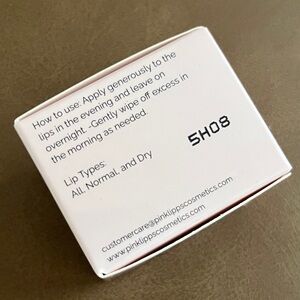 How to use: Apply generously to the
lips in the evening and leave on
overnight. -Gently wipe off excess in
the morning as needed.
5H08
Lip Types:
All, Normal, and Dry
customercare@pinklippscosmetics.com
www.pinklippscosmetics.com